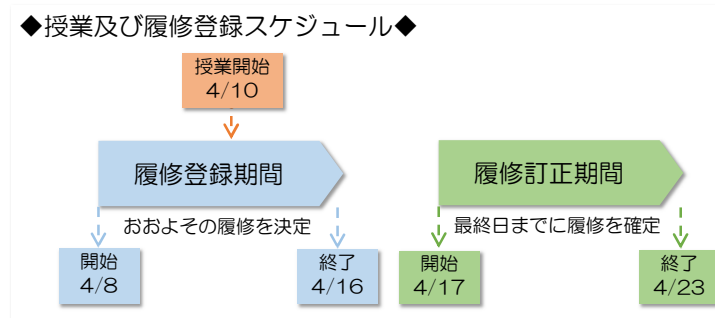 ◆授業及び履修登録スケジュール◆
授業開始
4/10
履修登録期間
履修訂正期間
おおよその履修を決定
最終日までに履修を確定
開始
4/8
終了
4/16
開始
4/17
終了
4/23